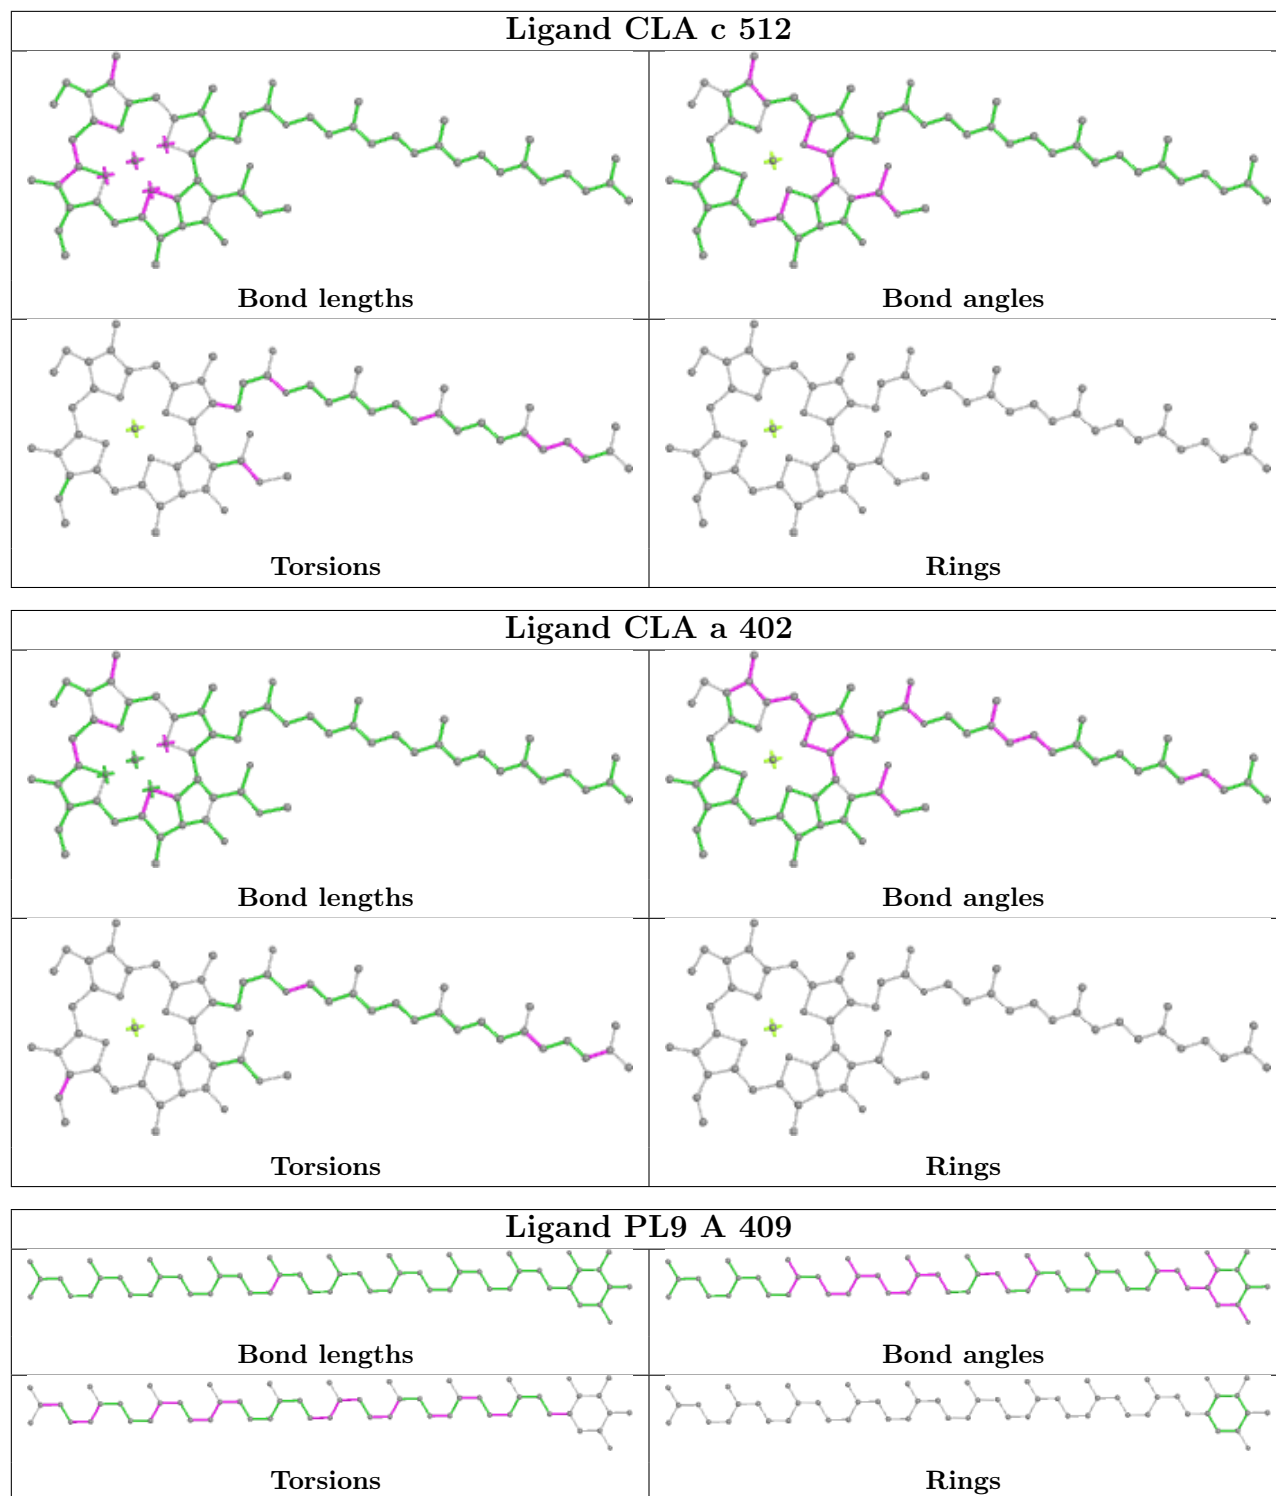 Ligand CLA c 512
Bond lengths
Bond angles
Torsions
Rings
Ligand CLA a 402
Bond lengths
Bond angles
Torsions
Rings
Ligand PL9 A 409
Bond lengths
Bond angles
Torsions
Rings